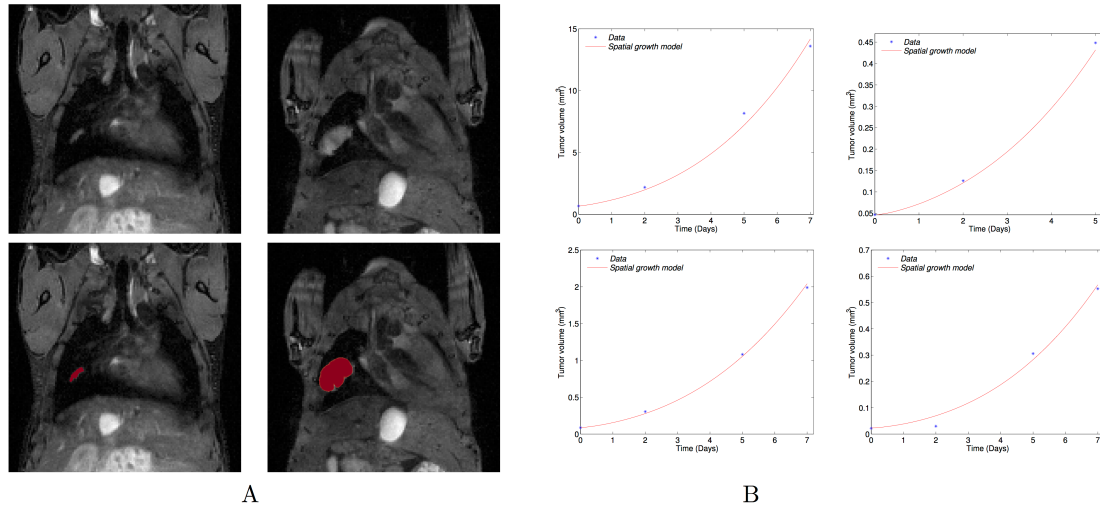 15
10
5
0
0 1 2 3 4 5 6 7
Time (Days)
Tumor volume (mm³)
Data
Spatial growth model
0.45
0.4
0.35
0.3
0.25
0.2
0.15
0.1
0.05
0 1 2 3 4 5
Time (Days)
Tumor volume (mm³)
Data
Spatial growth model
2.5
2
1.5
1
0.5
0
0 1 2 3 4 5 6 7
Time (Days)
Tumor volume (mm³)
Data
Spatial growth model
0.7
0.6
0.5
0.4
0.3
0.2
0.1
0
0 1 2 3 4 5 6 7
Time (Days)
Tumor volume (mm³)
Data
Spatial growth model
A
B